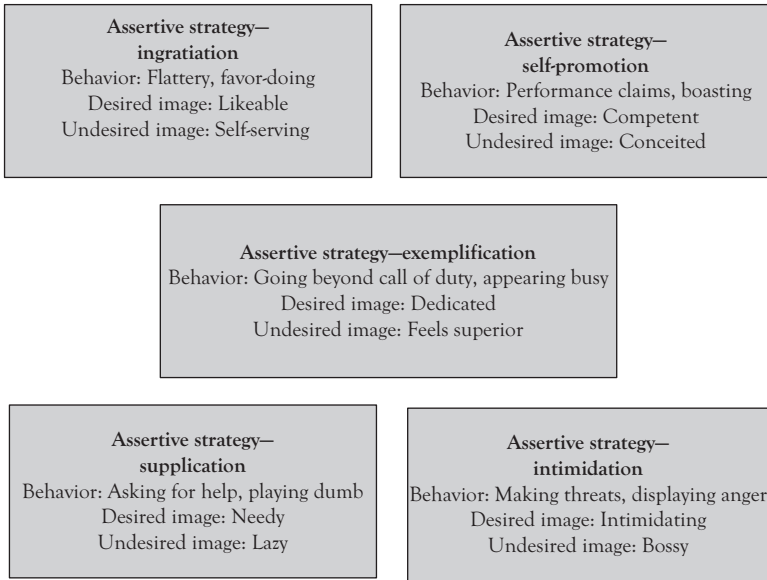 Assertive strategy—
ingratiation
Behavior: Flattery, favor-doing
Desired image: Likeable
Undesired image: Self-serving
Assertive strategy—
self-promotion
Behavior: Performance claims, boasting
Desired image: Competent
Undesired image: Conceited
Assertive strategy—exemplification
Behavior: Going beyond call of duty, appearing busy
Desired image: Dedicated
Undesired image: Feels superior
Assertive strategy—
supplication
Behavior: Asking for help, playing dumb
Desired image: Needy
Undesired image: Lazy
Assertive strategy—
intimidation
Behavior: Making threats, displaying anger
Desired image: Intimidating
Undesired image: Bossy